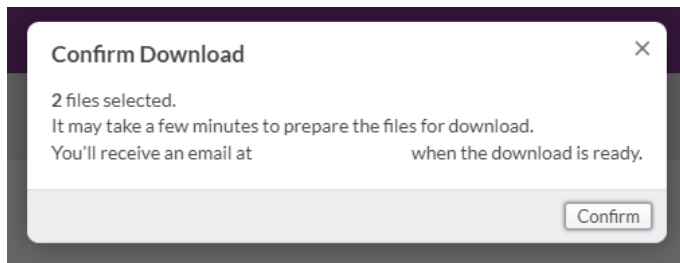 Confirm Download
2 files selected.
It may take a few minutes to prepare the files for download.
You'll receive an email at when the download is ready.
Confirm